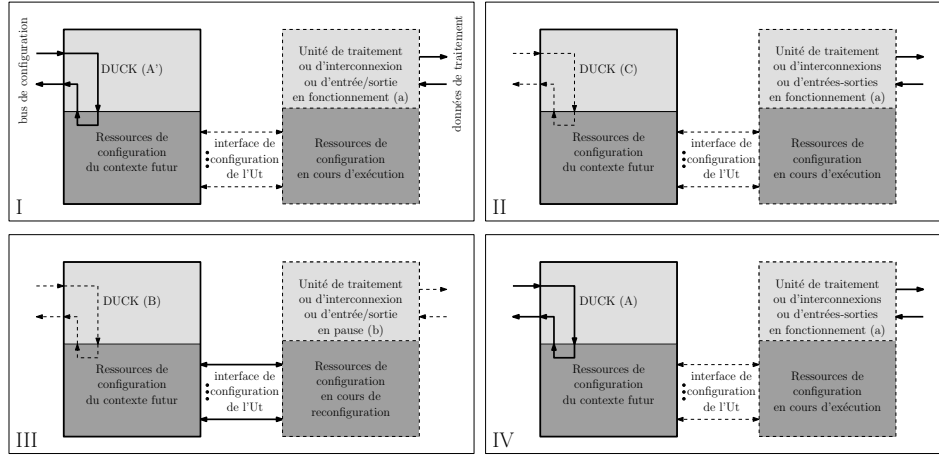 bus de configuration
DUCK (A')
Ressources de
configuration
du contexte futur
interface de
configuration
de l'Ut
Unité de traitement
ou d'interconnexion
ou d'entrée/sortie
en fonctionnement (a)
Ressources de
configuration
en cours d'exécution
données de traitement
I
DUCK (C)
Ressources de
configuration
du contexte futur
interface de
configuration
de l'Ut
Unité de traitement
ou d'interconnexions
ou d'entrées-sorties
en fonctionnement (a)
Ressources de
configuration
en cours d'exécution
II
DUCK (B)
Ressources de
configuration
du contexte futur
interface de
configuration
de l'Ut
Unité de traitement
ou d'interconnexion
ou d'entrée/sortie
en pause (b)
Ressources de
configuration
en cours de
reconfiguration
III
DUCK (A)
Ressources de
configuration
du contexte futur
interface de
configuration
de l'Ut
Unité de traitement
ou d'interconnexions
ou d'entrées-sorties
en fonctionnement (a)
Ressources de
configuration
en cours d'exécution
IV